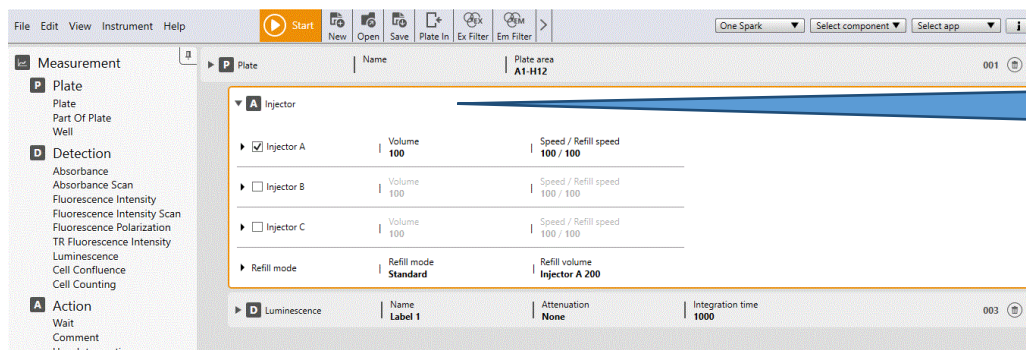 File Edit View Instrument Help
Start
New Open Save Plate In Ex Filter Em Filter
EX EM
One Spark Select component Select app
Measurement
P Plate
Plate
Part Of Plate
Well
D Detection
Absorbance
Absorbance Scan
Fluorescence Intensity
Fluorescence Intensity Scan
Fluorescence Polarization
TR Fluorescence Intensity
Luminescence
Cell Confluence
Cell Counting
A Action
Wait
Comment
P Plate
Name
Plate area
A1-H12
001
A Injector
Injector A
Volume
100
Speed / Refill speed
100 / 100
Injector B
Volume
100
Speed / Refill speed
100 / 100
Injector C
Volume
100
Speed / Refill speed
100 / 100
Refill mode
Refill mode
Standard
Refill volume
Injector A 200
D Luminescence
Name
Label 1
Attenuation
None
Integration time
1000
003